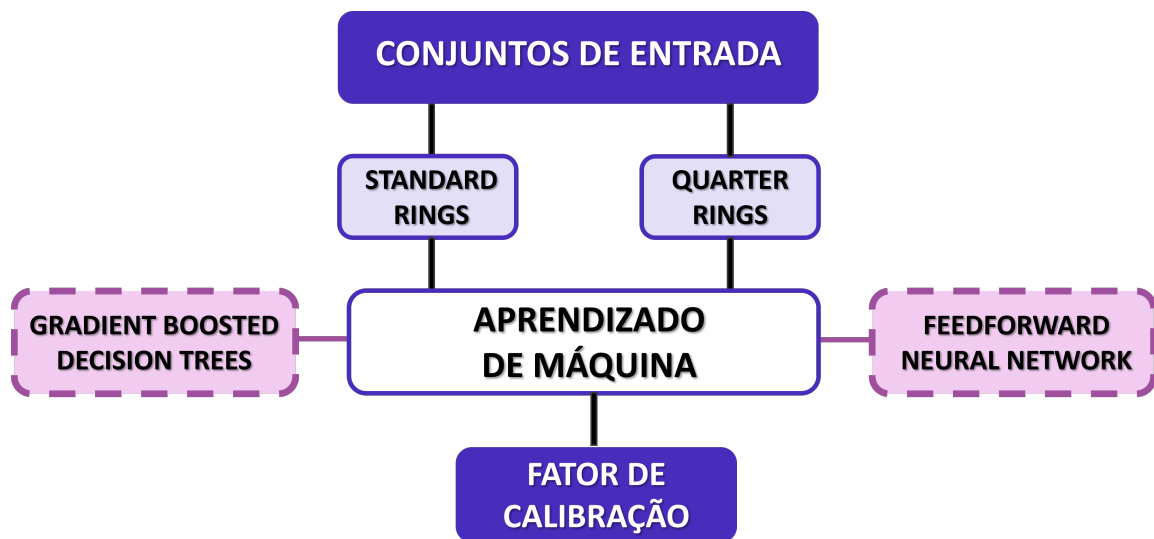 CONJUNTOS DE ENTRADA
STANDARD
RINGS
QUARTER
RINGS
GRADIENT BOOSTED
DECISION TREES
APRENDIZADO
DE MÁQUINA
FEEDFORWARD
NEURAL NETWORK
FATOR DE
CALIBRAÇÃO